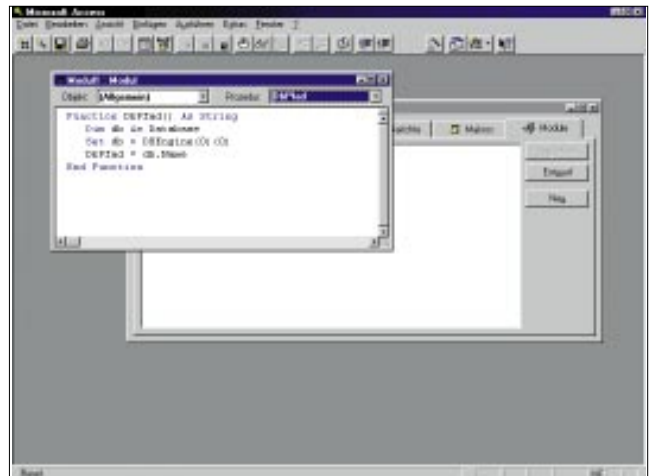 Microsoft Access
Datei Bearbeiten Ansicht Einfügen Ausführen Extras Fenster ?
Modul1 : Modul
Objekt: (Allgemein) Prozedur: DbPfad
Function DbPfad() As String
Dim db As Database
Set db = DBEngine(0)(0)
DbPfad = db.Name
End Function
Makros Module
Entwurf
Neu
Bereit